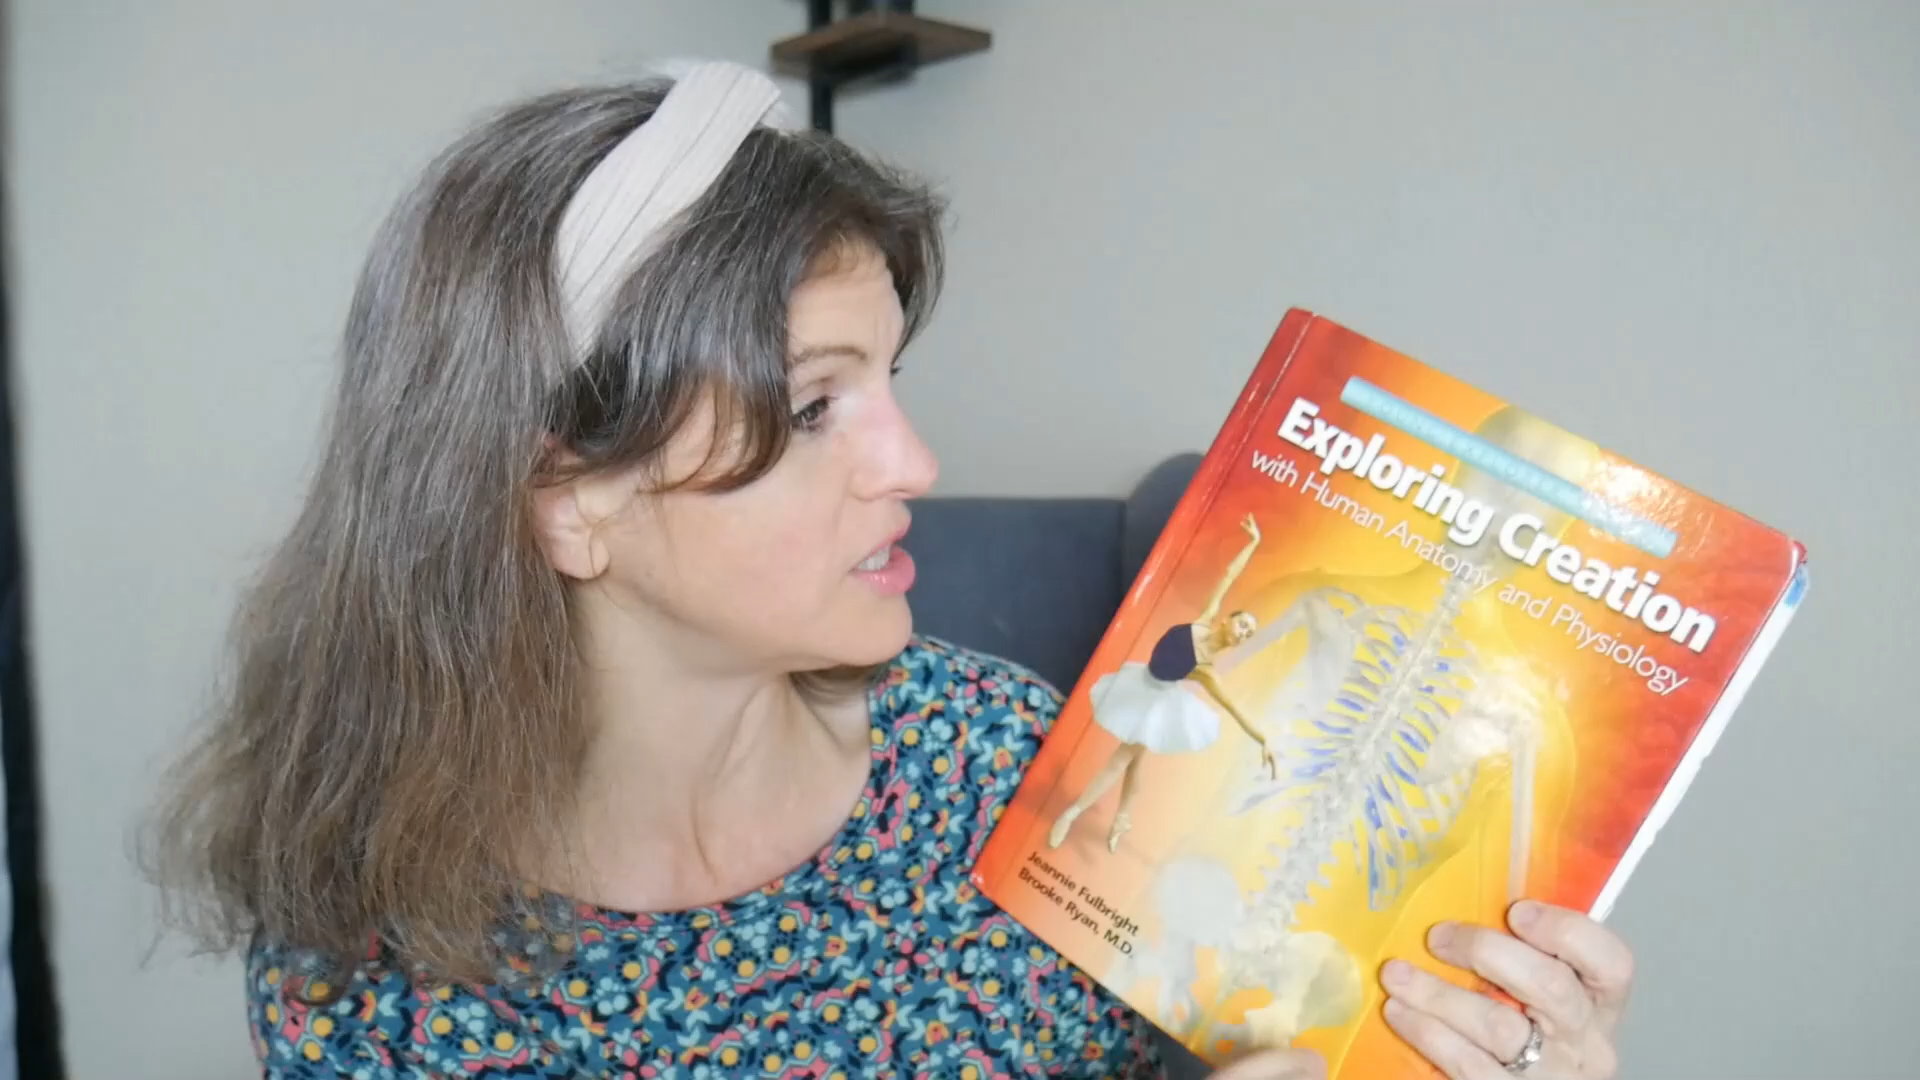 Exploring Creation
with Human Anatomy and Physiology
Jeannie Fulbright
Brooke Ryan, M.D.